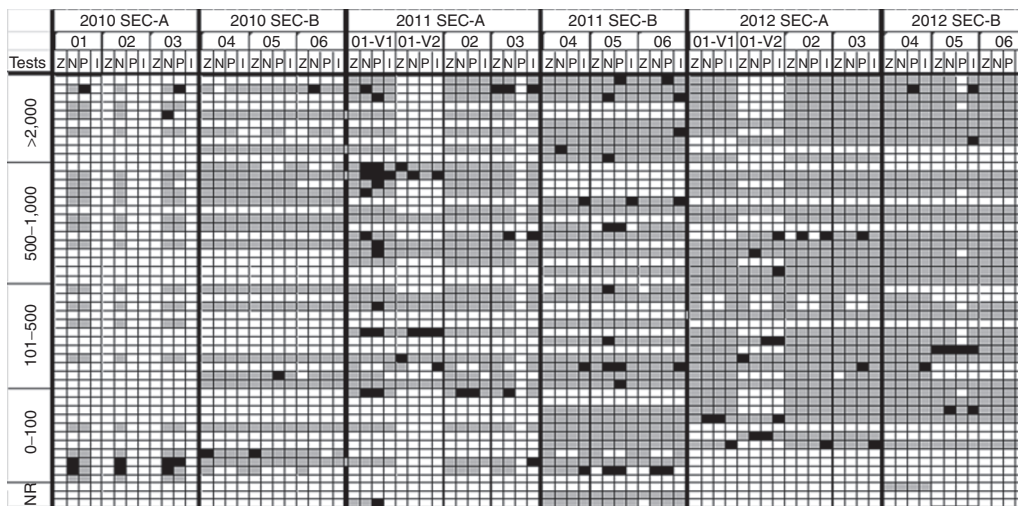 2010 SEC-A 2010 SEC-B 2011 SEC-A 2011 SEC-B 2012 SEC-A 2012 SEC-B
01 02 03 04 05 06 01-V1 01-V2 02 03 04 05 06 01-V1 01-V2 02 03 04 05 06
Tests Z N P I Z N P I Z N P I Z N P I Z N P I Z N P I Z N P I Z N P I Z N P I Z N P I Z N P I Z N P I Z N P I Z N P I Z N P I Z N P I Z N P I Z N P I Z N P I Z N P
>2,000
500–1,000
101–500
0–100
NR